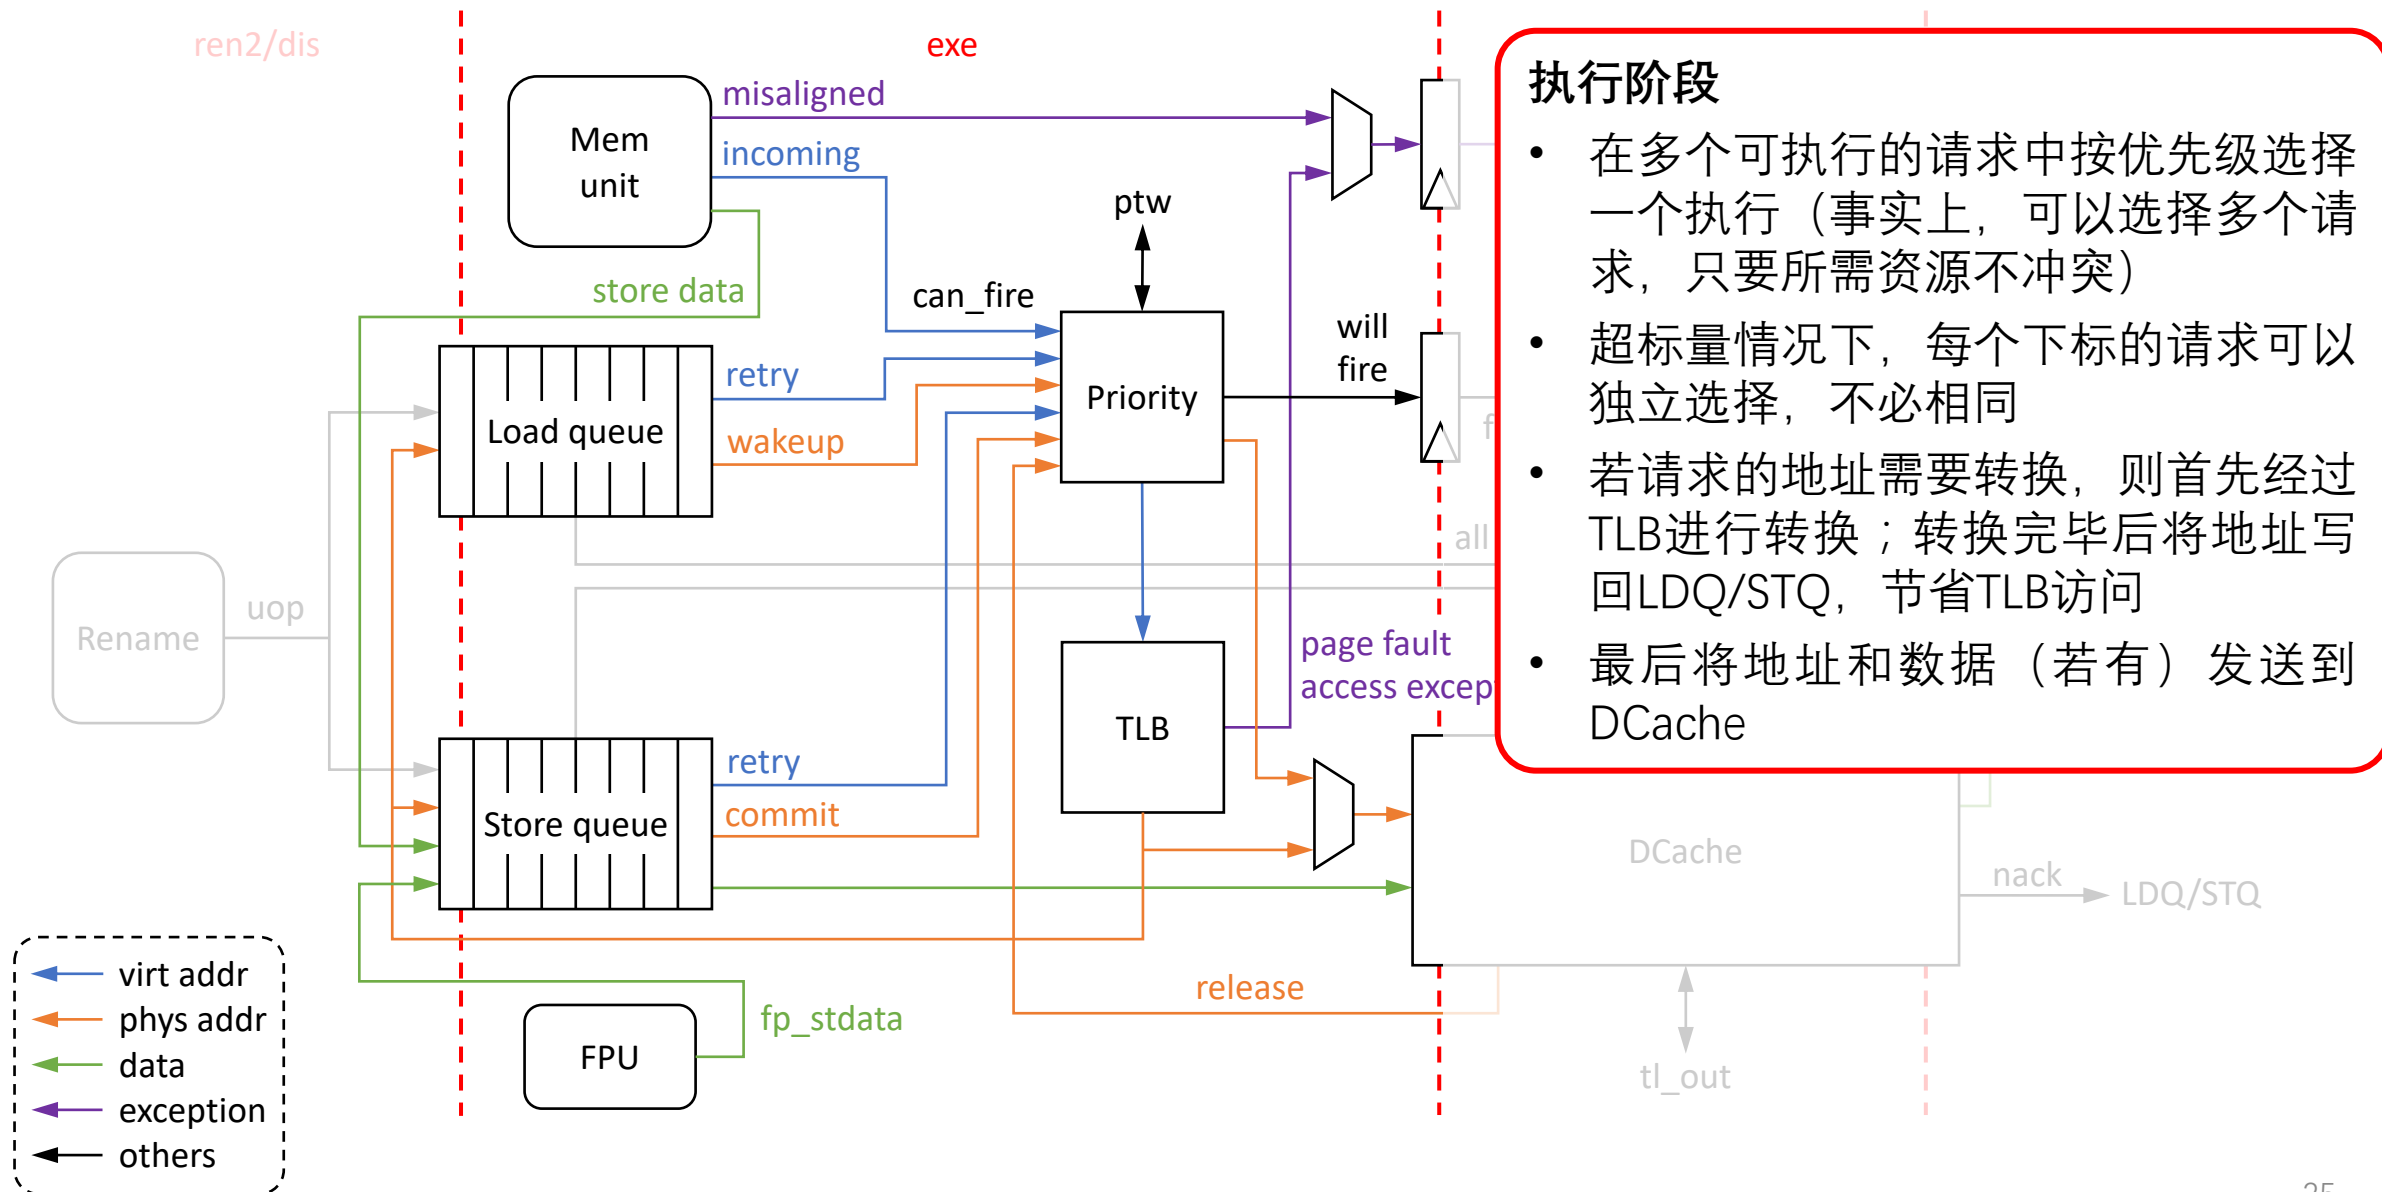 ren2/dis
exe
misaligned
Mem
unit
incoming
ptw
store data
can_fire
will
fire
retry
Priority
Load queue
wakeup
all
uop
Rename
page fault
TLB
retry
commit
Store queue
DCache
nack
LDQ/STQ
release
fp_stdata
FPU
tl_out
virt addr
phys addr
data
exception
others
执行阶段
• 在多个可执行的请求中按优先级选择
一个执行（事实上，可以选择多个请
求，只要所需资源不冲突）
• 超标量情况下，每个下标的请求可以
独立选择，不必相同
• 若请求的地址需要转换，则首先经过
TLB进行转换；转换完毕后将地址写
回LDQ/STQ，节省TLB访问
• 最后将地址和数据（若有）发送到
DCache